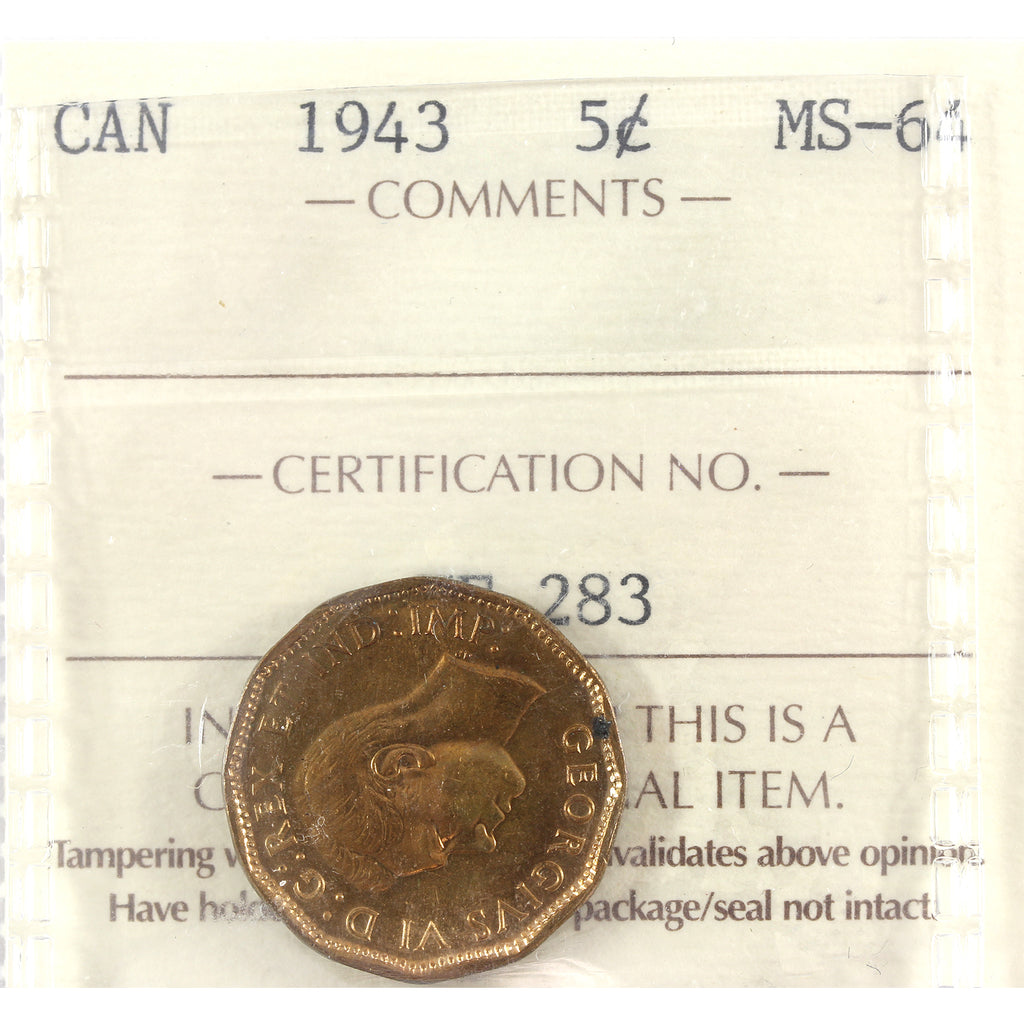 CAN 1943 5¢ MS-64
— COMMENTS —
— CERTIFICATION NO. —
283
THIS IS A
ITEM.
Tampering validates above opinion.
Have package/seal not intact.
GEORGIVS VI D:G:REX ET IND.IMP.